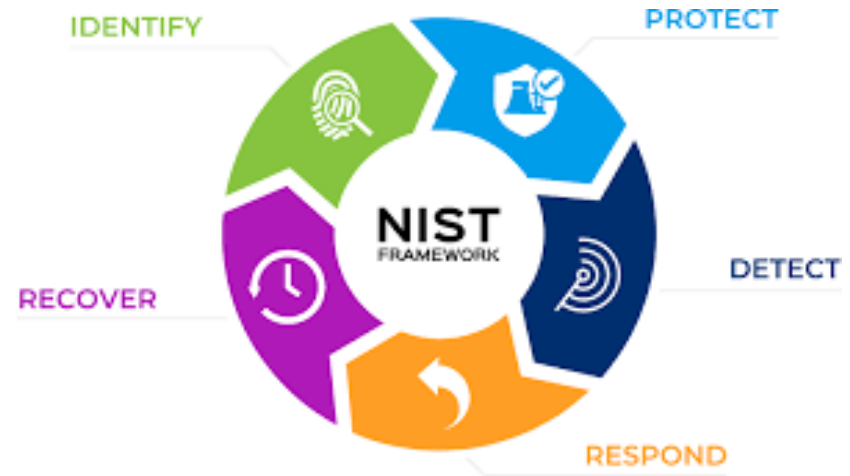 IDENTIFY
PROTECT
NIST
FRAMEWORK
DETECT
RECOVER
RESPOND